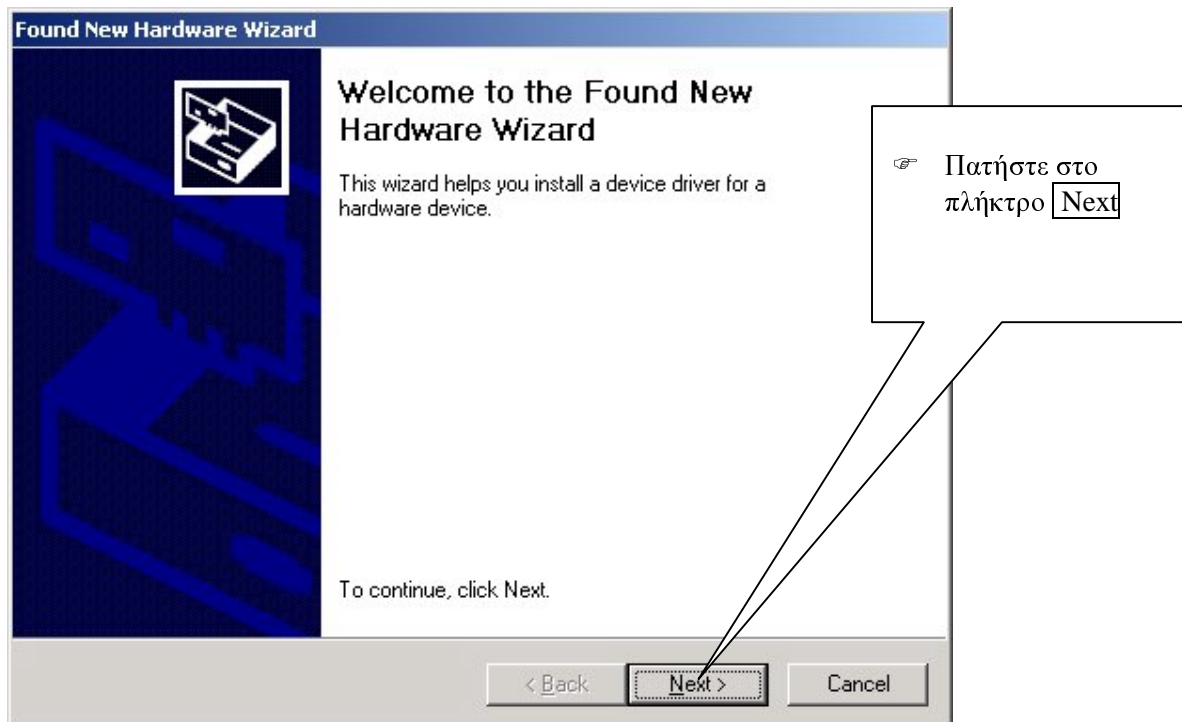 Found New Hardware Wizard
Welcome to the Found New
Hardware Wizard
This wizard helps you install a device driver for a
hardware device.
☞ Πατήστε στο
πλήκτρο Next
To continue, click Next.
< Back
Next >
Cancel